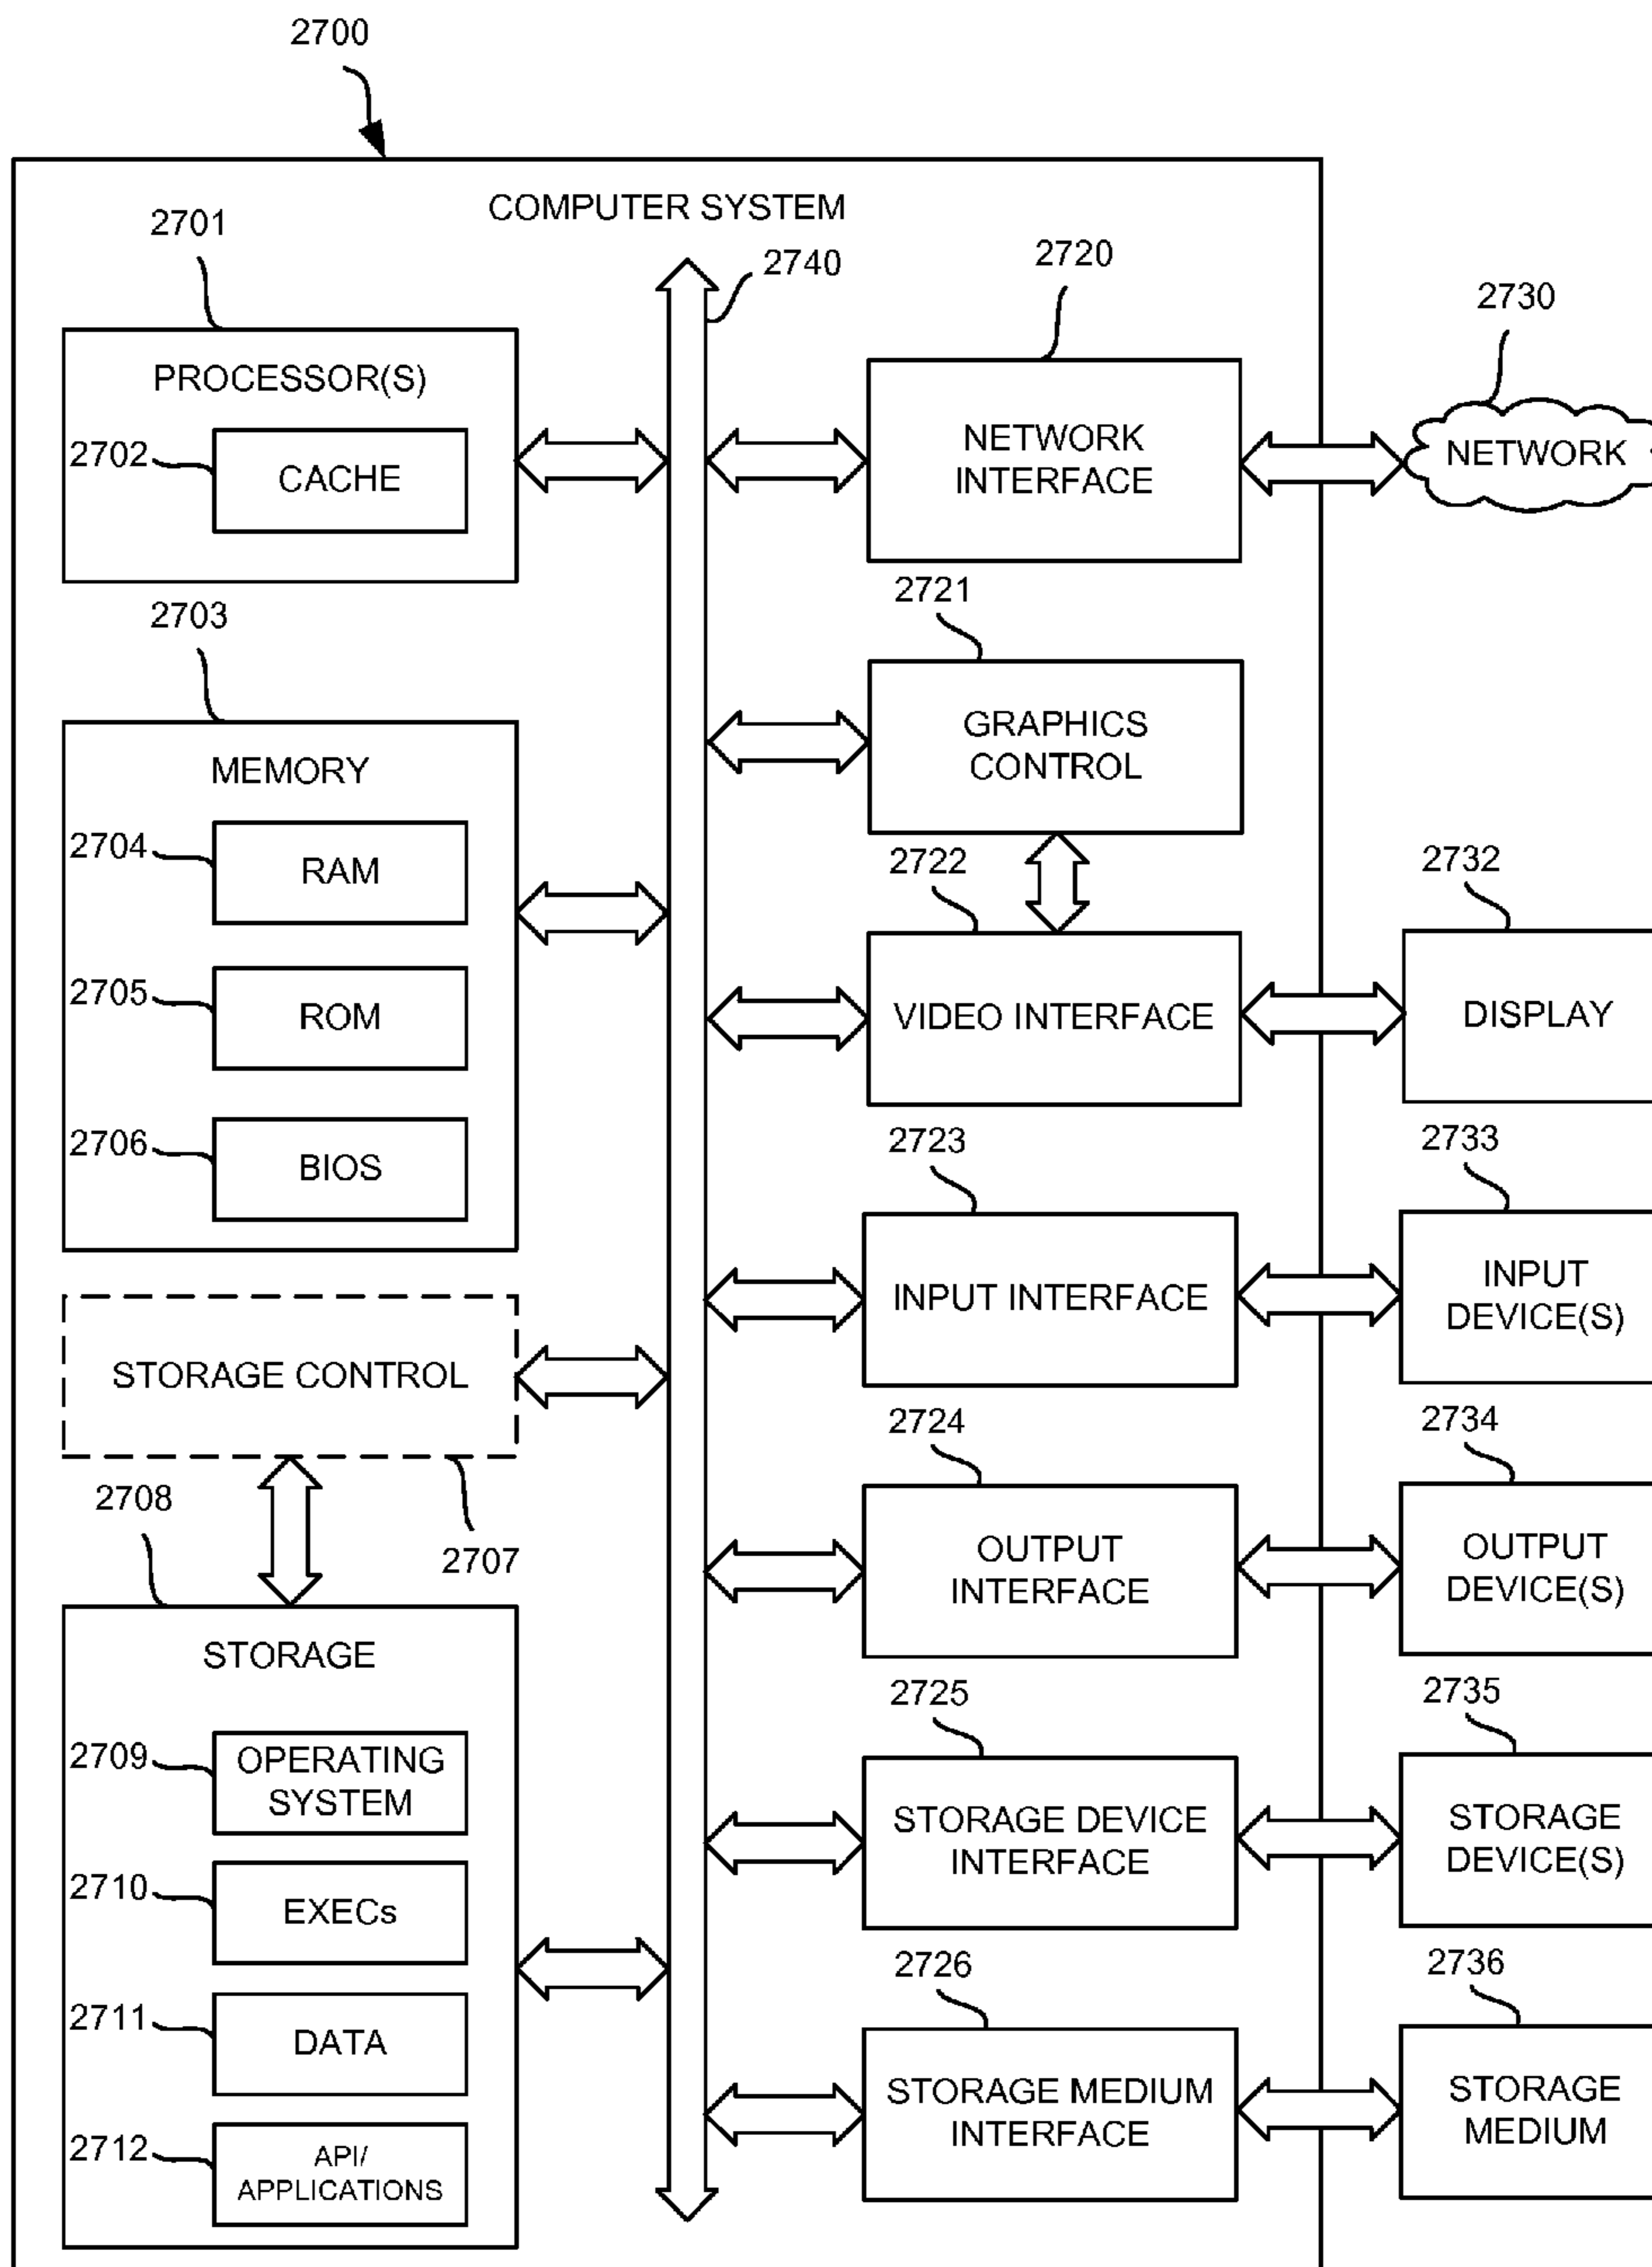 2700
COMPUTER SYSTEM
2701
2740
2720
2730
PROCESSOR(S)
2702
CACHE
NETWORK
INTERFACE
NETWORK
2703
2721
MEMORY
GRAPHICS
CONTROL
2704
RAM
2722
2732
2705
ROM
VIDEO INTERFACE
DISPLAY
2706
BIOS
2723
2733
INPUT INTERFACE
INPUT
DEVICE(S)
STORAGE CONTROL
2707
2724
2734
OUTPUT
INTERFACE
OUTPUT
DEVICE(S)
2708
STORAGE
2725
2735
2709
OPERATING
SYSTEM
STORAGE DEVICE
INTERFACE
STORAGE
DEVICE(S)
2710
EXECs
2726
2736
2711
DATA
STORAGE MEDIUM
INTERFACE
STORAGE
MEDIUM
2712
API/
APPLICATIONS